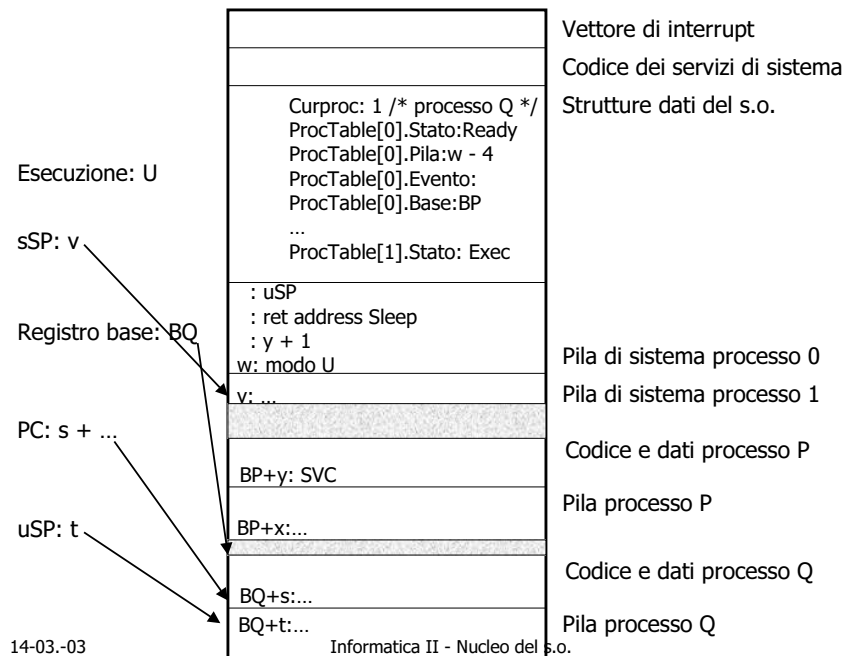 Vettore di interrupt
Codice dei servizi di sistema
Strutture dati del s.o.
Curproc: 1 /* processo Q */
ProcTable[0].Stato:Ready
ProcTable[0].Pila:w - 4
ProcTable[0].Evento:
ProcTable[0].Base:BP
...
ProcTable[1].Stato: Exec
Esecuzione: U
sSP: v
Registro base: BQ
PC: s + ...
uSP: t
: uSP
: ret address Sleep
: y + 1
w: modo U
Pila di sistema processo 0
v: ...
Pila di sistema processo 1
Codice e dati processo P
BP+y: SVC
Pila processo P
BP+x:...
Codice e dati processo Q
BQ+s:...
BQ+t:...
Pila processo Q
14-03.-03
Informatica II - Nucleo del s.o.